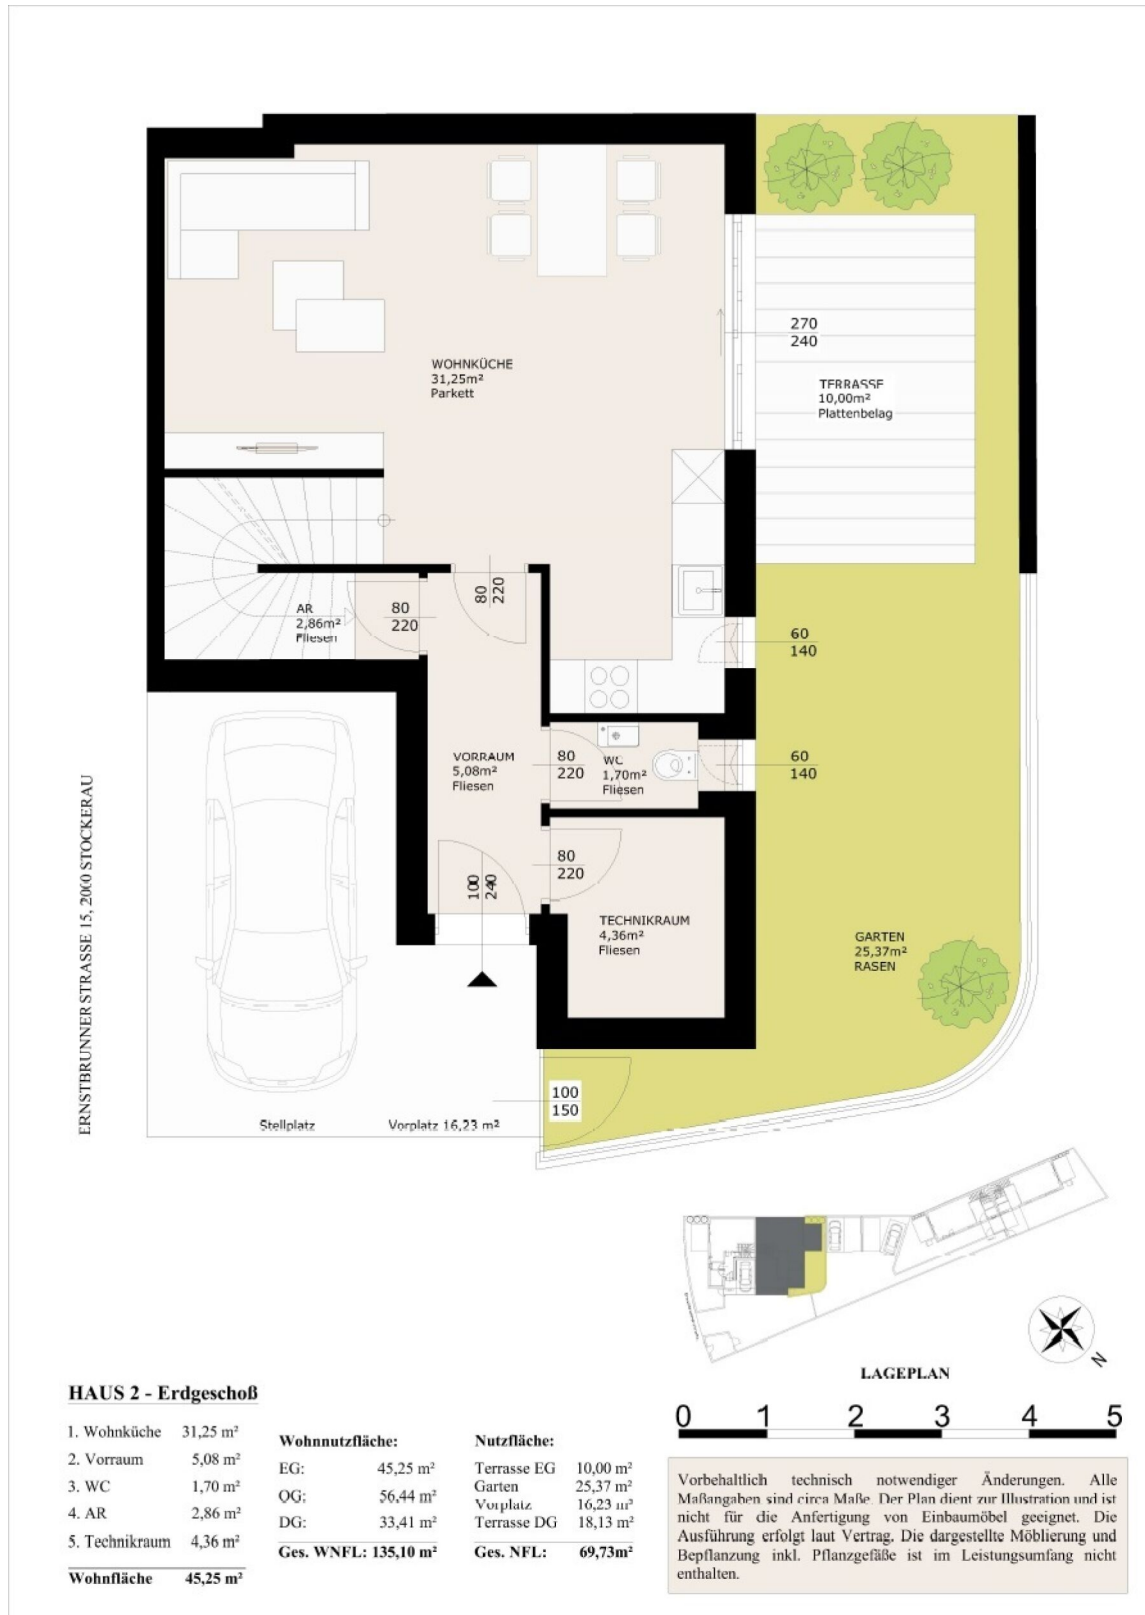 270
240
WOHNKÜCHE
31,25m²
Parkett
TERRASSE
10,00m²
Plattenbelag
80
220
AR
2,86m²
Fliesen
80
220
60
140
VORRAUM
5,08m²
Fliesen
80
220
WC
1,70m²
Fliesen
60
140
80
220
100
240
TECHNIKRAUM
4,36m²
Fliesen
GARTEN
25,37m²
RASEN
ERNSTBRUNNER STRASSE 15, 2000 STOCKERAU
100
150
Stellplatz
Vorplatz 16,23 m²
N
LAGEPLAN
0 1 2 3 4 5
HAUS 2 - Erdgeschoß
1. Wohnküche 31,25 m²
2. Vorraum 5,08 m²
3. WC 1,70 m²
4. AR 2,86 m²
5. Technikraum 4,36 m²
Wohnfläche 45,25 m²
Wohnnutzfläche:
EG: 45,25 m²
OG: 56,44 m²
DG: 33,41 m²
Ges. WNFL: 135,10 m²
Nutzfläche:
Terrasse EG 10,00 m²
Garten 25,37 m²
Vorplatz 16,23 m²
Terrasse DG 18,13 m²
Ges. NFL: 69,73m²
Vorbehaltlich technisch notwendiger Änderungen. Alle
Maßangaben sind circa Maße. Der Plan dient zur Illustration und ist
nicht für die Anfertigung von Einbaumöbel geeignet. Die
Ausführung erfolgt laut Vertrag. Die dargestellte Möblierung und
Bepflanzung inkl. Pflanzgefäße ist im Leistungsumfang nicht
enthalten.